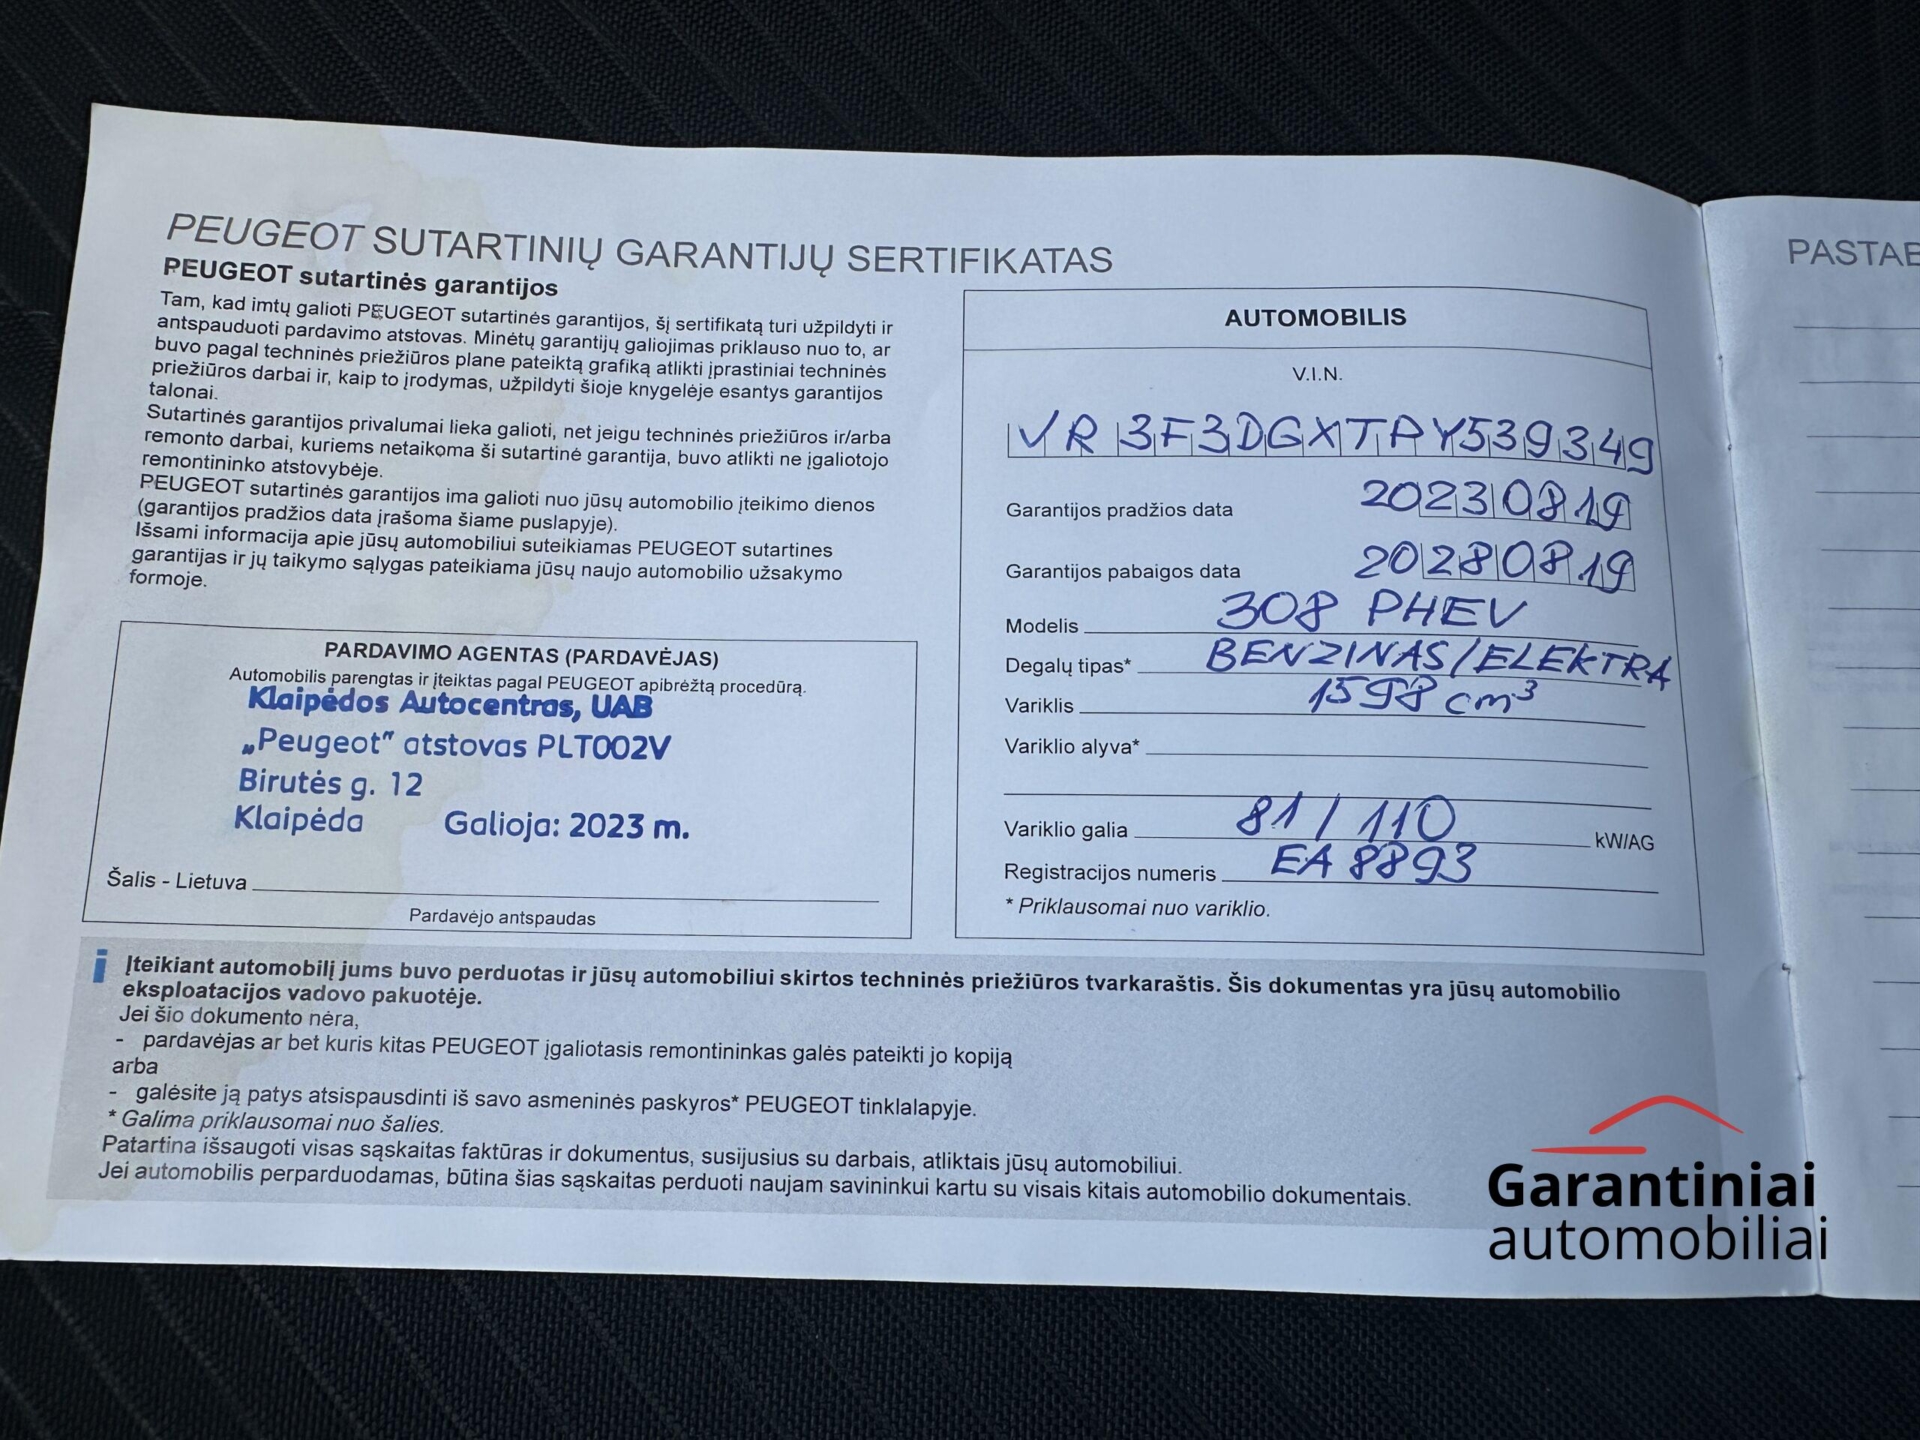 PEUGEOT SUTARTINIŲ GARANTIJŲ SERTIFIKATAS
PEUGEOT sutartinės garantijos
Tam, kad imtų galioti PEUGEOT sutartinės garantijos, šį sertifikatą turi užpildyti ir
antspauduoti pardavimo atstovas. Minėtų garantijų galiojimas priklauso nuo to, ar
buvo pagal techninės priežiūros plane pateiktą grafiką atlikti įprastiniai techninės
priežiūros darbai ir, kaip to įrodymas, užpildyti šioje knygelėje esantys garantijos
talonai.
Sutartinės garantijos privalumai lieka galioti, net jeigu techninės priežiūros ir/arba
remonto darbai, kuriems netaikoma ši sutartinė garantija, buvo atlikti ne įgaliotojo
remontininko atstovybėje.
PEUGEOT sutartinės garantijos ima galioti nuo jūsų automobilio įteikimo dienos
(garantijos pradžios data įrašoma šiame puslapyje).
Išsami informacija apie jūsų automobiliui suteikiamas PEUGEOT sutartines
garantijas ir jų taikymo sąlygas pateikiama jūsų naujo automobilio užsakymo
formoje.
PARDAVIMO AGENTAS (PARDAVĖJAS)
Automobilis parengtas ir įteiktas pagal PEUGEOT apibrėžtą procedūrą.
Klaipėdos Autocentras, UAB
„Peugeot" atstovas PLT002V
Birutės g. 12
Klaipėda Galioja: 2023 m.
Šalis - Lietuva
Pardavėjo antspaudas
AUTOMOBILIS
V.I.N.
VR3F3DGXTPY539349
Garantijos pradžios data 20230819
Garantijos pabaigos data 20280819
Modelis 308 PHEV
Degalų tipas* BENZINAS/ELEKTRA
Variklis 1598 cm³
Variklio alyva*
Variklio galia 81/110 kW/AG
Registracijos numeris EA8893
* Priklausomai nuo variklio.
i Įteikiant automobilį jums buvo perduotas ir jūsų automobiliui skirtos techninės priežiūros tvarkaraštis. Šis dokumentas yra jūsų automobilio
eksploatacijos vadovo pakuotėje.
Jei šio dokumento nėra,
- pardavėjas ar bet kuris kitas PEUGEOT įgaliotasis remontininkas galės pateikti jo kopiją
arba
- galėsite ją patys atsispausdinti iš savo asmeninės paskyros* PEUGEOT tinklalapyje.
* Galima priklausomai nuo šalies.
Patartina išsaugoti visas sąskaitas faktūras ir dokumentus, susijusius su darbais, atliktais jūsų automobiliui.
Jei automobilis perparduodamas, būtina šias sąskaitas perduoti naujam savininkui kartu su visais kitais automobilio dokumentais.
PASTAB
Garantiniai
automobiliai